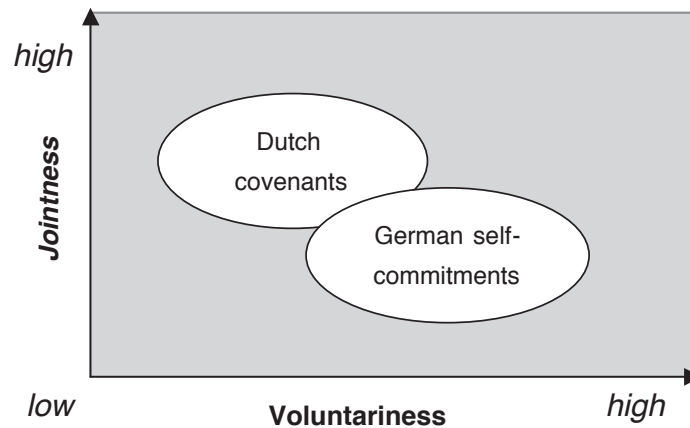 high
Jointness
Dutch
covenants
German self-
commitments
low
Voluntariness
high